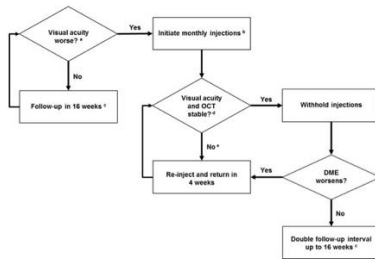 Visual acuity
worse? a
Yes
Initiate monthly injections b
No
Follow-up in 16 weeks c
Visual acuity
and OCT
stable? d
Yes
Withhold injections
No e
Re-inject and return in
4 weeks
Yes
DME
worsens?
No
Double follow-up interval
up to 16 weeks c